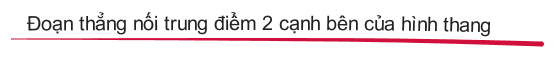 Đoạn thẳng nối trung điểm 2 cạnh bên của hình thang